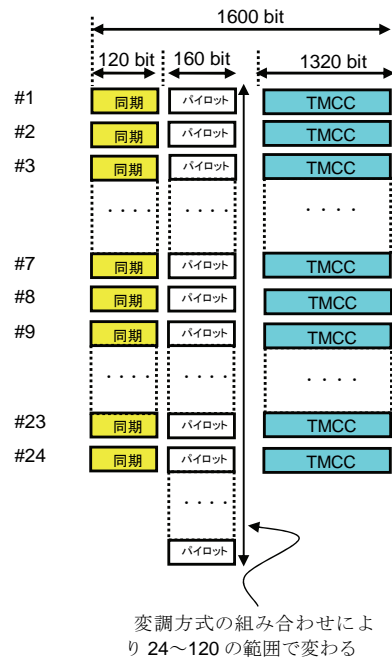 1600 bit
120 bit 160 bit 1320 bit
#1 同期 パイロット TMCC
#2 同期 パイロット TMCC
#3 同期 パイロット TMCC
・・・・ ・・・・ ・・・・
#7 同期 パイロット TMCC
#8 同期 パイロット TMCC
#9 同期 パイロット TMCC
・・・・ ・・・・ ・・・・
#23 同期 パイロット TMCC
#24 同期 パイロット TMCC
・・・・
パイロット
変調方式の組み合わせによ
り 24～120 の範囲で変わる